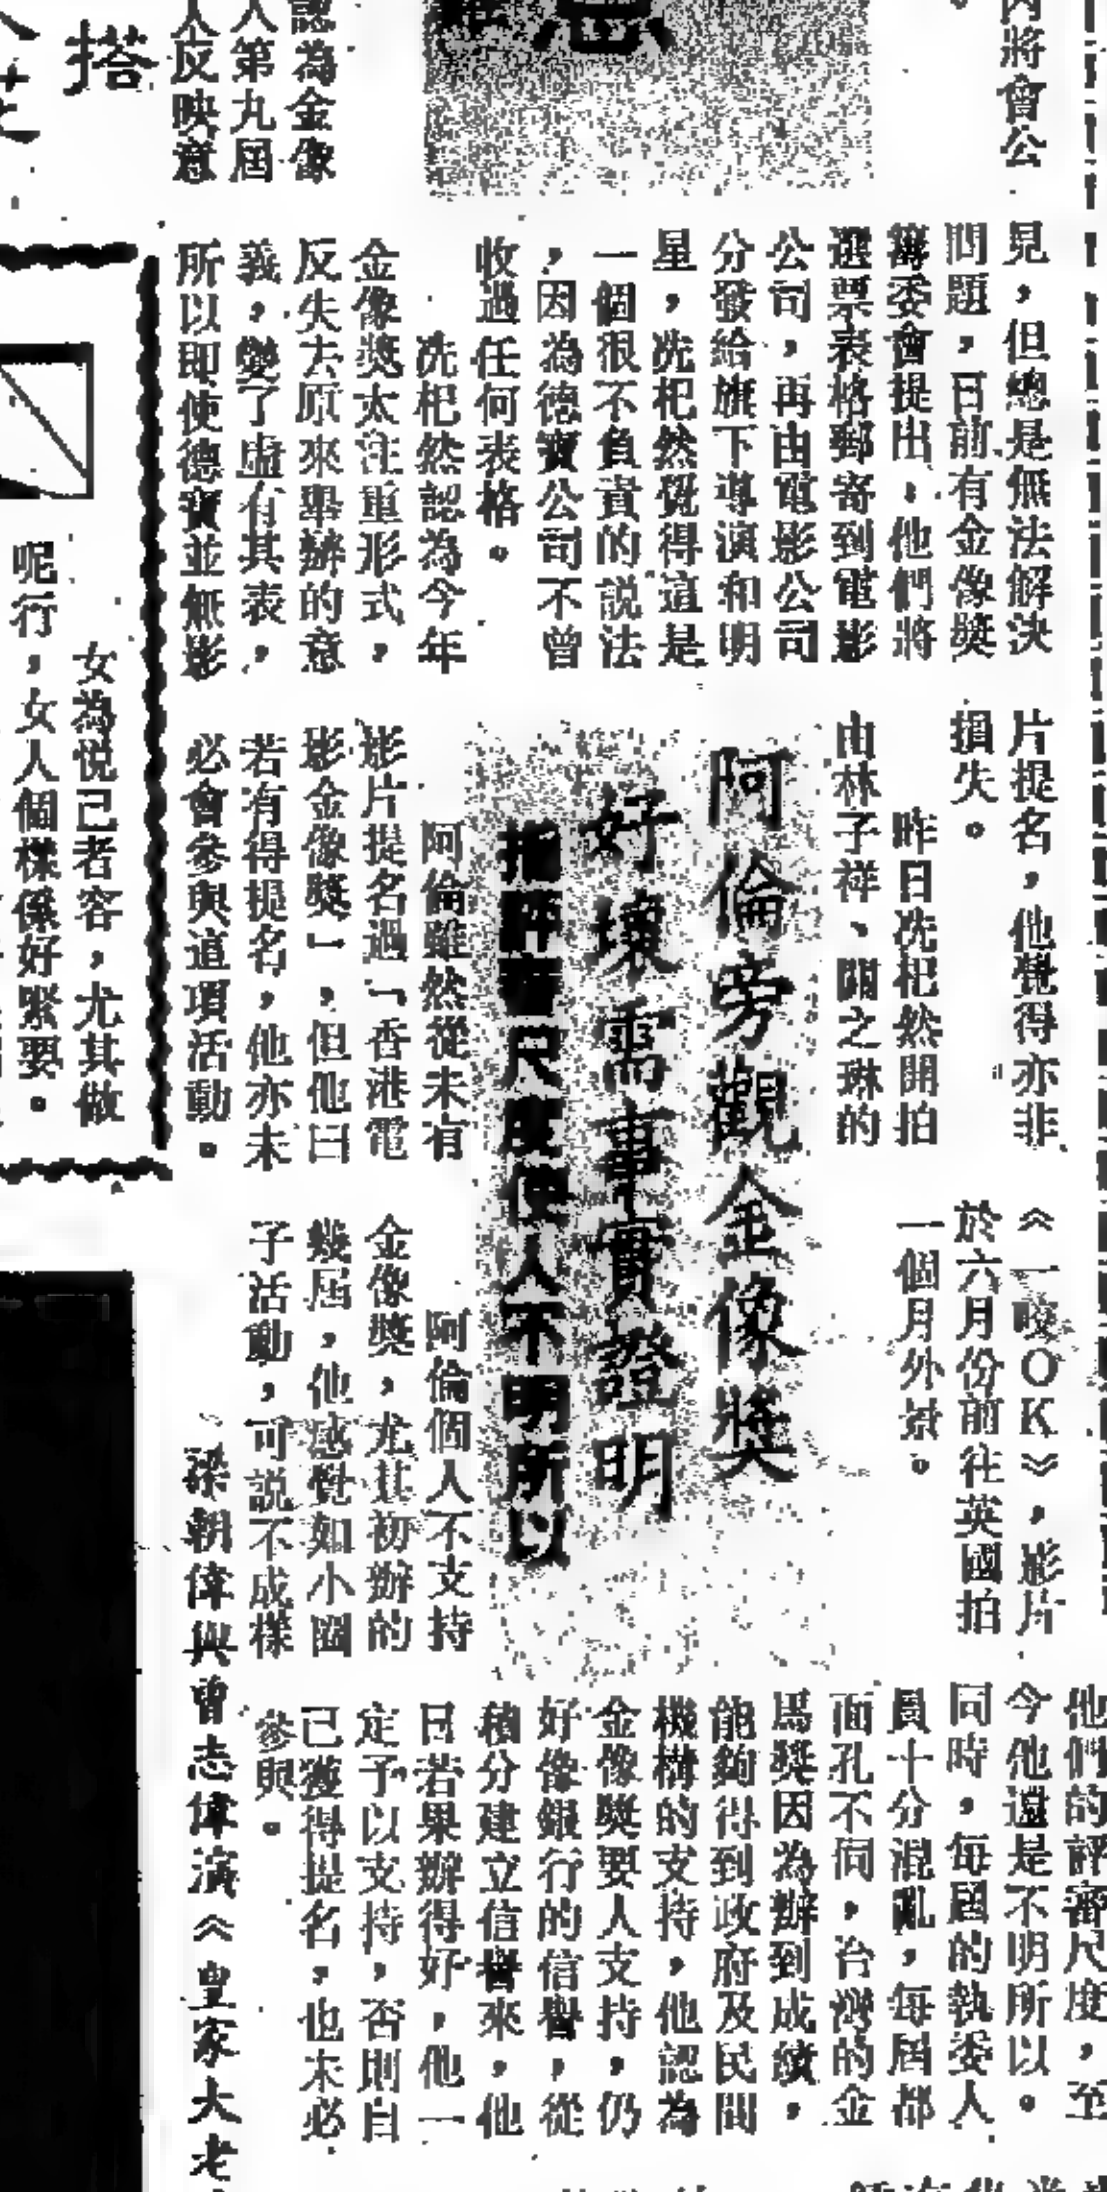 內將會公
認為金像
人第九屆
人反映意
搭
見，但總是無法解決
問題，日前有金像獎
籌委會提出，他們將
選票表格郵寄到電影
公司，再由電影公司
分發給旗下導演和明
星，冼杞然覺得這是
一個很不負責的說法
，因為德寶公司不曾
收過任何表格。
冼杞然認為今年
金像獎太注重形式，
反失去原來舉辦的意
義，變了虛有其表，
所以即使德寶並無影
片提名，他覺得亦非
損失。
昨日冼杞然開拍
由林子祥、關之琳的
《一咬OK》，影片
於六月份前往英國拍
一個月外景。
阿倫旁觀金像獎
好壞需事實證明
尺度使人不明所以
阿倫雖然從未有
影片提名過「香港電
影金像獎」，但他曰
若有得提名，他亦未
必會參與這項活動。
阿倫個人不支持
金像獎，尤其初辦的
幾屆，他感覺如小圈
子活動，可說不成樣
他們的評審尺度，至
今他還是不明所以。
同時，每屆的執委人
員十分混亂，每屆都
面孔不同，台灣的金
馬獎因為辦到成績，
能夠得到政府及民間
機構的支持，他認為
金像獎要人支持，仍
好像銀行的信譽，從
積分建立信譽來，他
日若果辦得好，他一
定予以支持，否則自
已獲得提名，也未必
參與。
梁朝偉與曾志偉演《皇家大老
女為悅己者容，尤其做
呢行，女人個樣係好緊要。